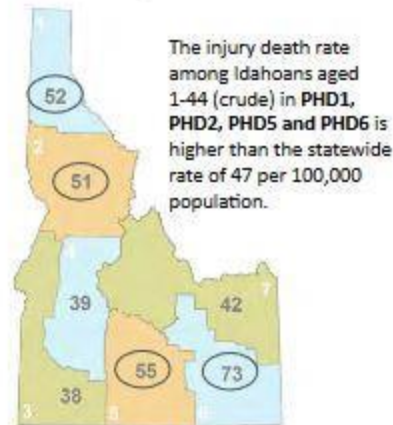 The injury death rate
among Idahoans aged
1-44 (crude) in PHD1,
PHD2, PHD5 and PHD6 is
higher than the statewide
rate of 47 per 100,000
population.
1
52
2
51
4
39
42
7
55
73
38
3
5
6